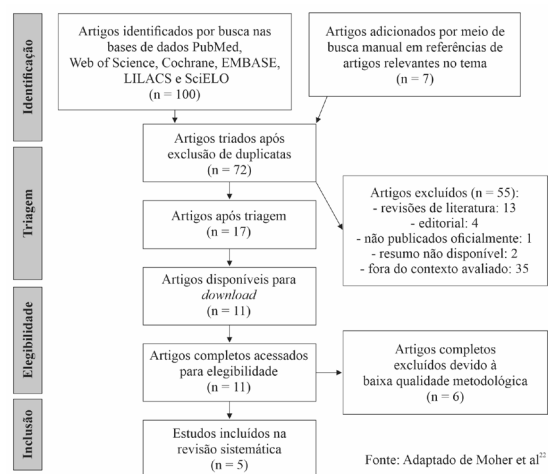 Identificação
Artigos identificados por busca nas
bases de dados PubMed,
Web of Science, Cochrane, EMBASE,
LILACS e SciELO
(n = 100)
Artigos adicionados por meio de
busca manual em referências de
artigos relevantes no tema
(n = 7)
Artigos triados após
exclusão de duplicatas
(n = 72)
Triagem
Artigos excluídos (n = 55):
- revisões de literatura: 13
- editorial: 4
- não publicados oficialmente: 1
- resumo não disponível: 2
- fora do contexto avaliado: 35
Artigos após triagem
(n = 17)
Artigos disponíveis para
download
(n = 11)
Elegibilidade
Artigos completos acessados
para elegibilidade
(n = 11)
Artigos completos
excluídos devido à
baixa qualidade metodológica
(n = 6)
Inclusão
Estudos incluídos na
revisão sistemática
(n = 5)
Fonte: Adaptado de Moher et al22